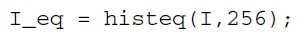 I_eq = histeq(I,256);